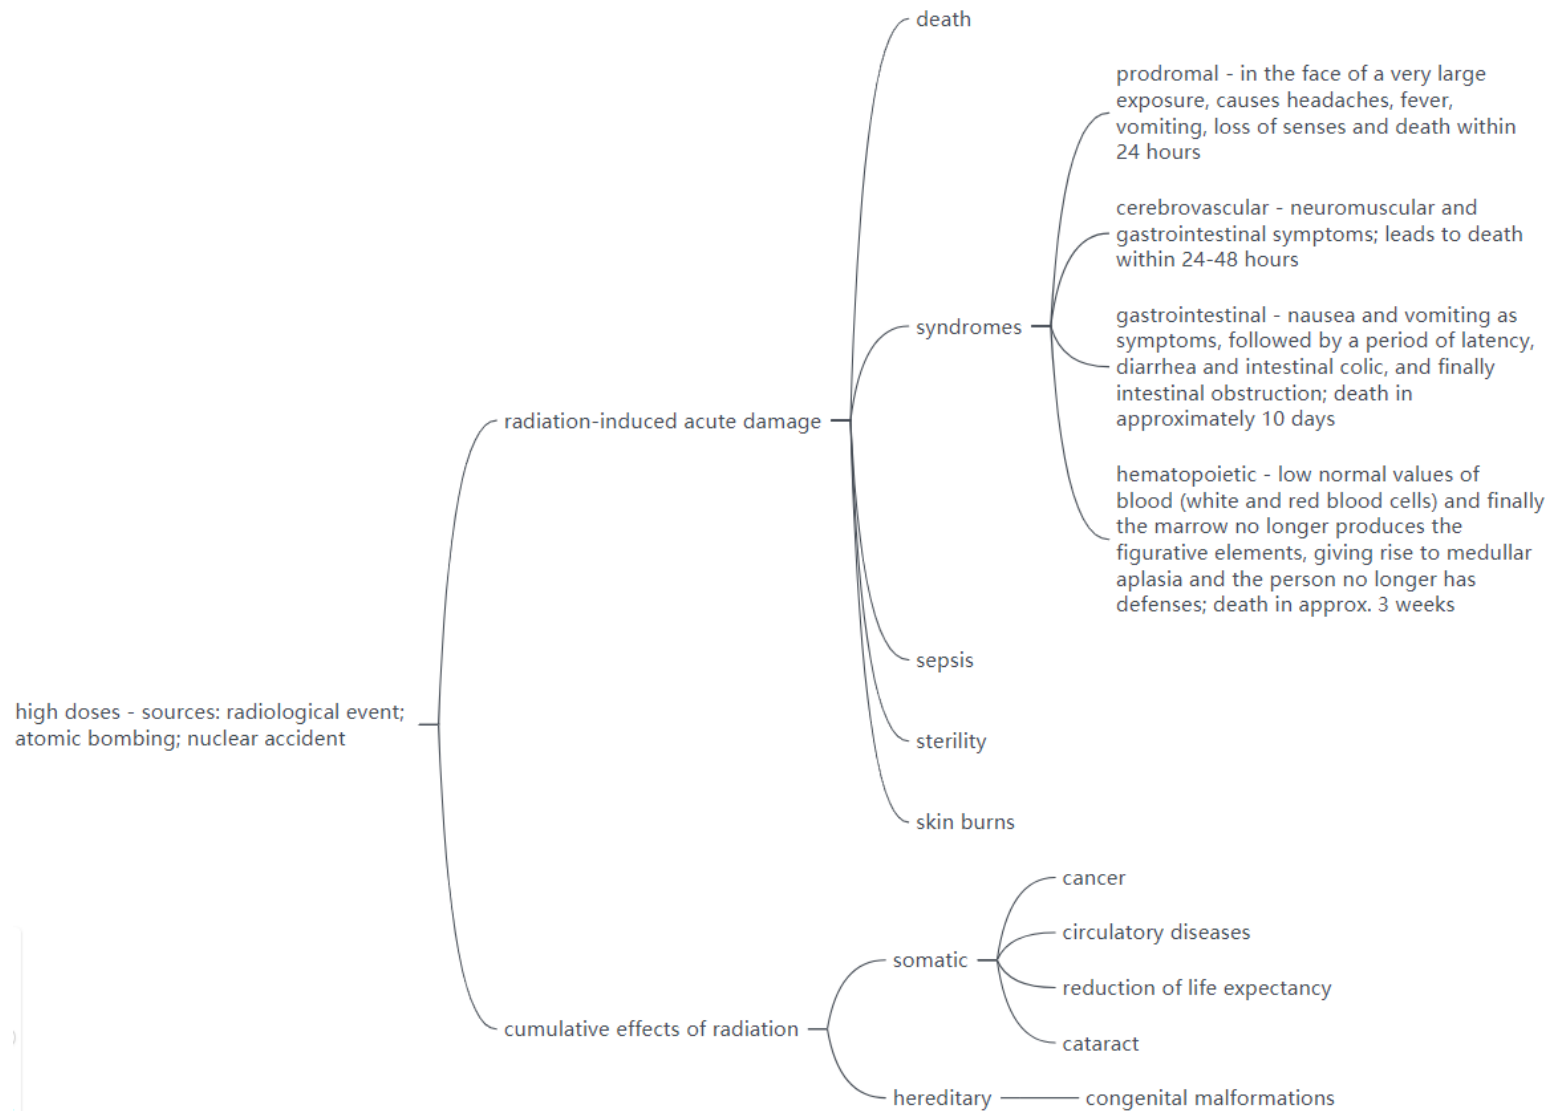 high doses - sources: radiological event;
atomic bombing; nuclear accident
radiation-induced acute damage
death
syndromes
prodromal - in the face of a very large
exposure, causes headaches, fever,
vomiting, loss of senses and death within
24 hours
cerebrovascular - neuromuscular and
gastrointestinal symptoms; leads to death
within 24-48 hours
gastrointestinal - nausea and vomiting as
symptoms, followed by a period of latency,
diarrhea and intestinal colic, and finally
intestinal obstruction; death in
approximately 10 days
hematopoietic - low normal values of
blood (white and red blood cells) and finally
the marrow no longer produces the
figurative elements, giving rise to medullar
aplasia and the person no longer has
defenses; death in approx. 3 weeks
sepsis
sterility
skin burns
cumulative effects of radiation
somatic
cancer
circulatory diseases
reduction of life expectancy
cataract
hereditary
congenital malformations